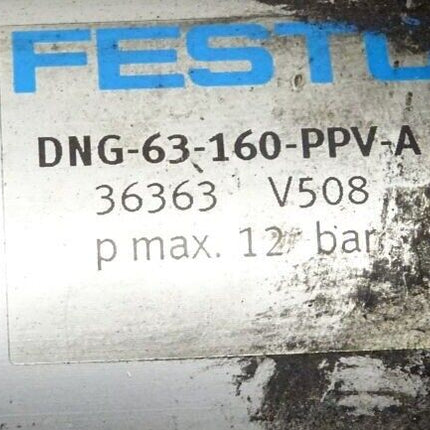 FESTO
DNG-63-160-PPV-A
36363 V508
p max. 12 bar